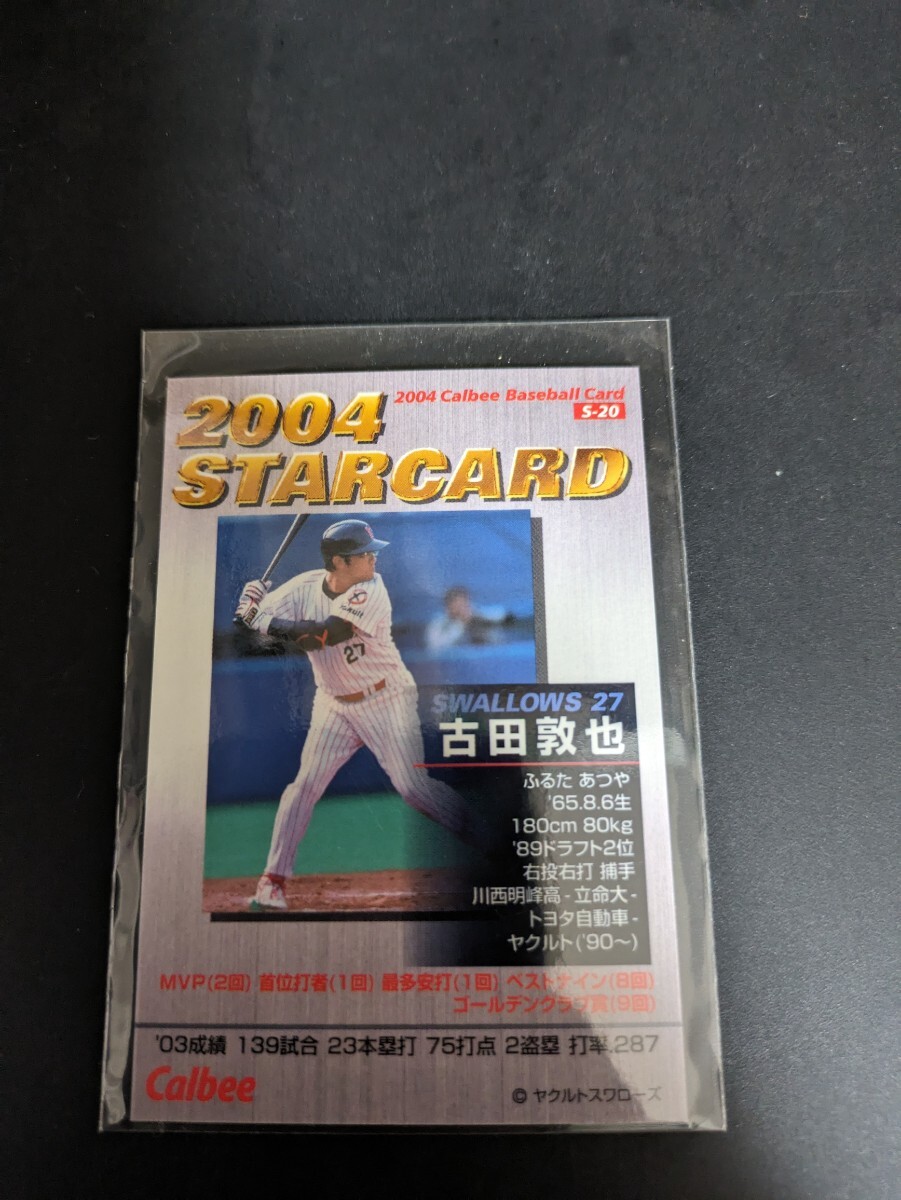 2004 Calbee Baseball Card
S-20
2004
STARCARD
27
SWALLOWS 27
古田敦也
ふるた あつや
'65.8.6生
180cm 80kg
'89ドラフト2位
右投右打 捕手
川西明峰高 - 立命大 -
トヨタ自動車 -
ヤクルト('90〜)
MVP(2回) 首位打者(1回) 最多安打(1回) ベストナイン(8回)
ゴールデングラブ賞(9回)
'03成績 139試合 23本塁打 75打点 2盗塁 打率.287
Calbee
© ヤクルトスワローズ